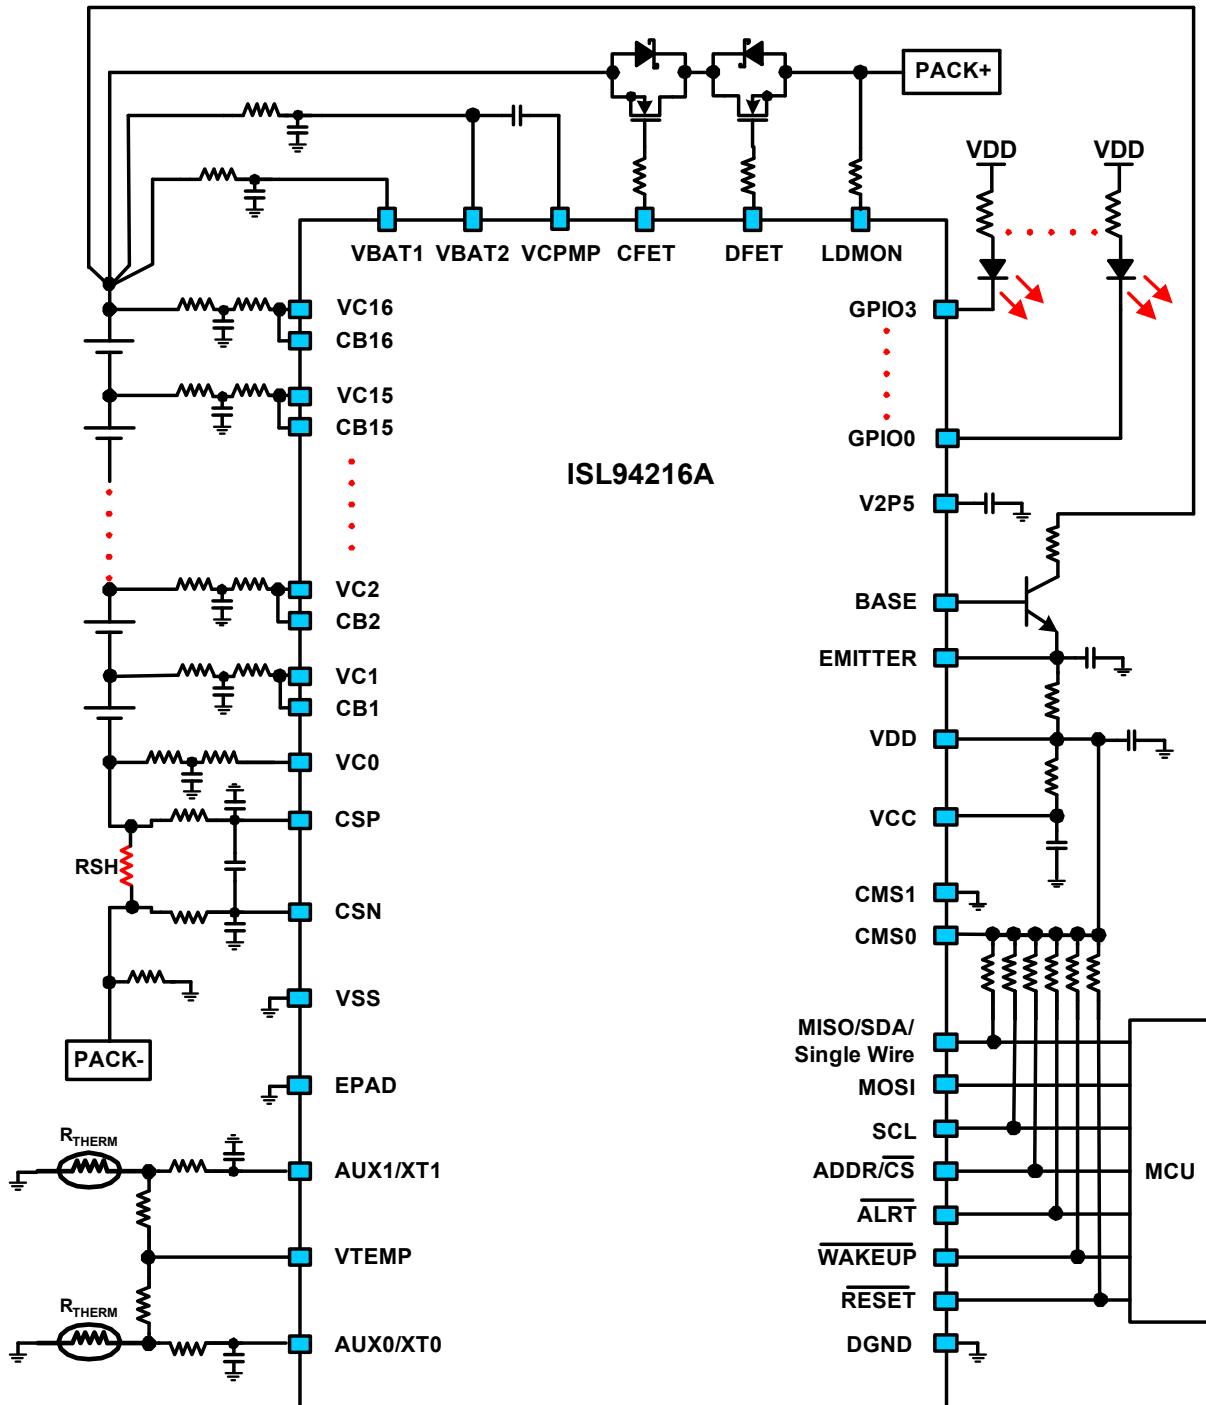 PACK+
VDD
VDD
VBAT1
VBAT2
VCPMP
CFET
DFET
LDMON
VC16
CB16
VC15
CB15
VC2
CB2
VC1
CB1
VC0
CSP
RSH
CSN
VSS
PACK-
EPAD
RTHERM
AUX1/XT1
VTEMP
RTHERM
AUX0/XT0
ISL94216A
GPIO3
GPIO0
V2P5
BASE
EMITTER
VDD
VCC
CMS1
CMS0
MISO/SDA/
Single Wire
MOSI
SCL
ADDR/CS
ALRT
WAKEUP
RESET
DGND
MCU